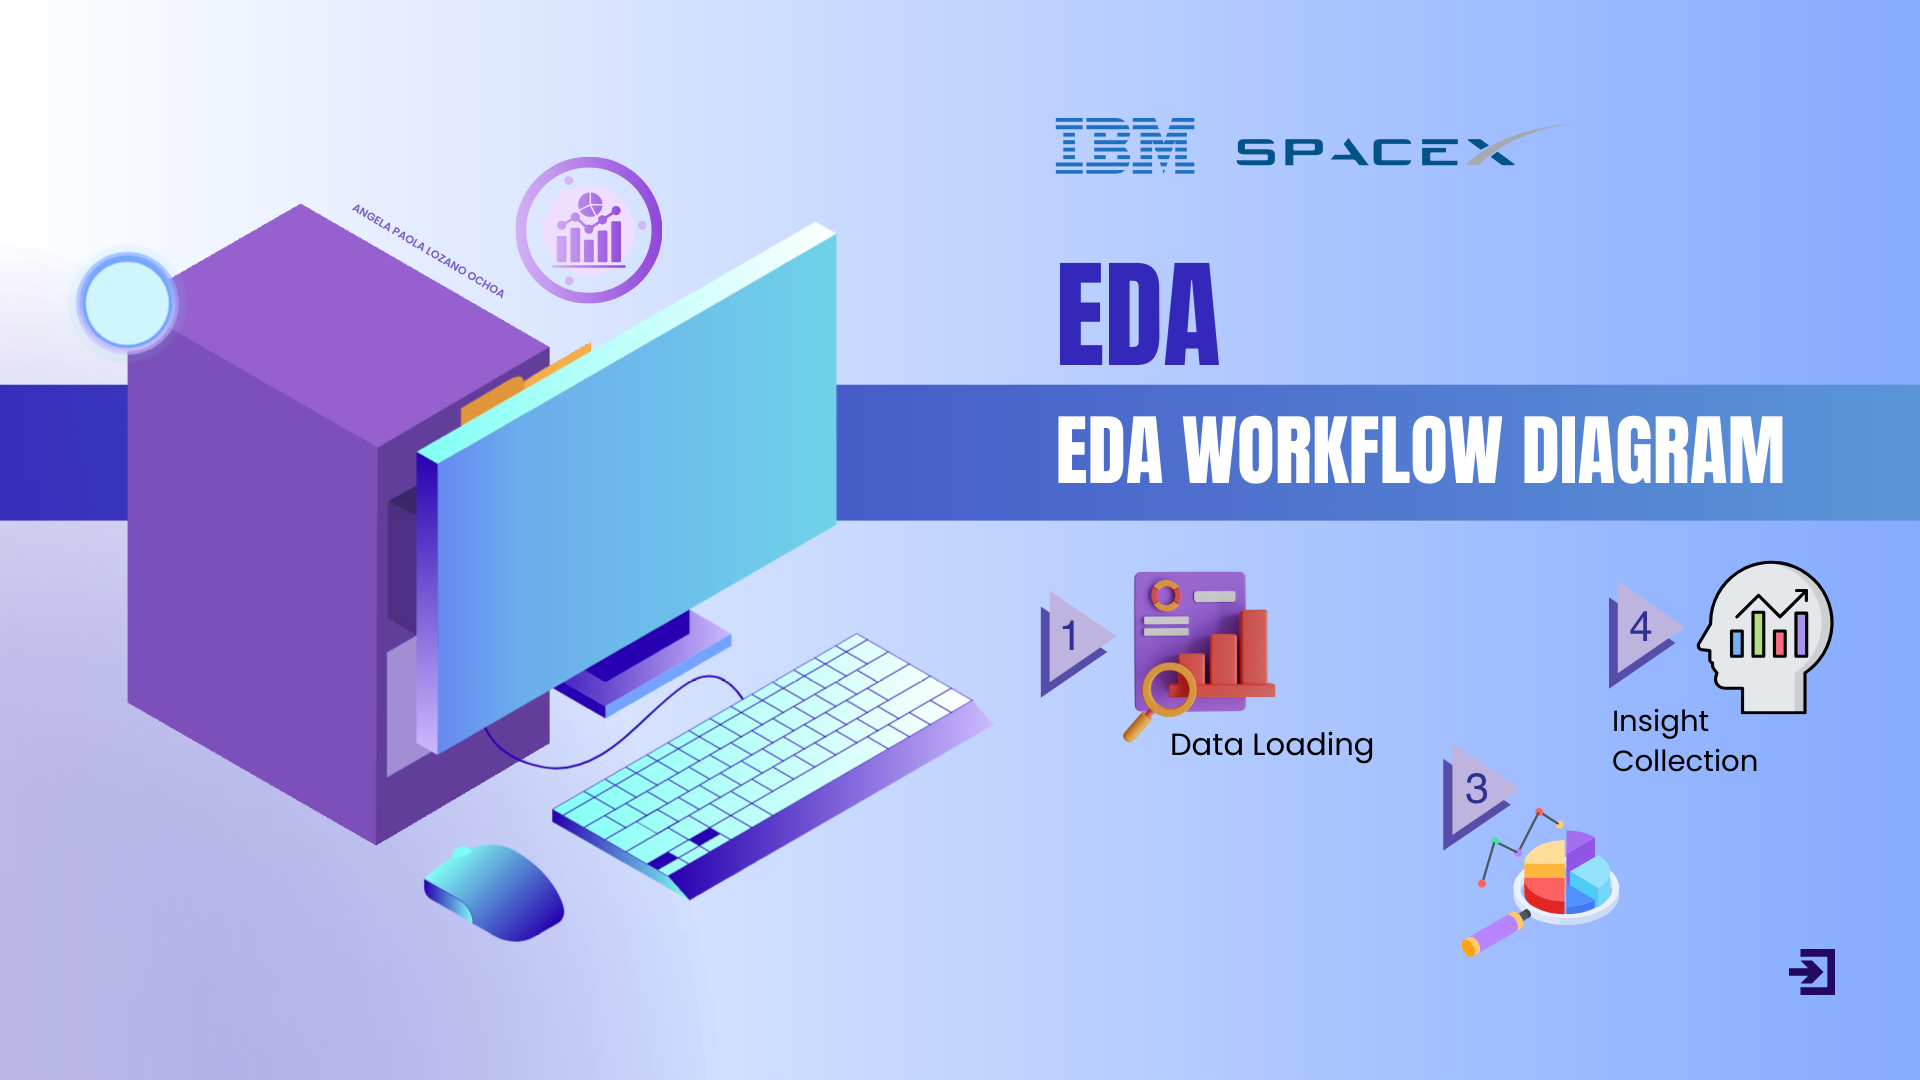 IBM SPACEX
ANGELA PAOLA LOZANO OCHOA
EDA
EDA WORKFLOW DIAGRAM
1
Data Loading
3
4
Insight
Collection